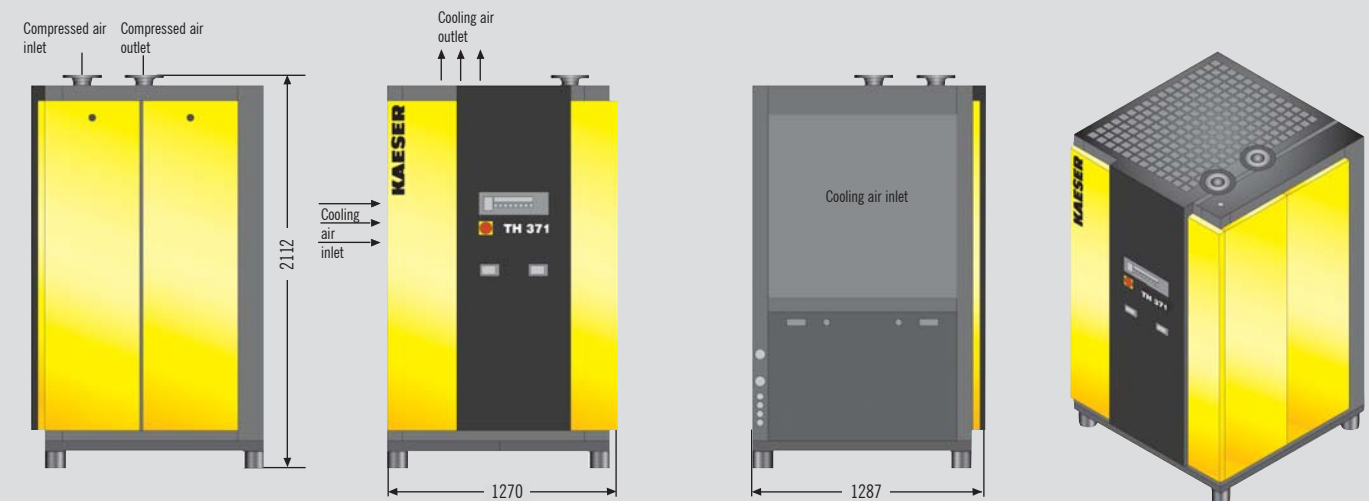 Compressed air
inlet
Compressed air
outlet
2112
Cooling air
outlet
Cooling
air
inlet
KAESER
TH 371
1270
Cooling air inlet
1287
KAESER
TH 371